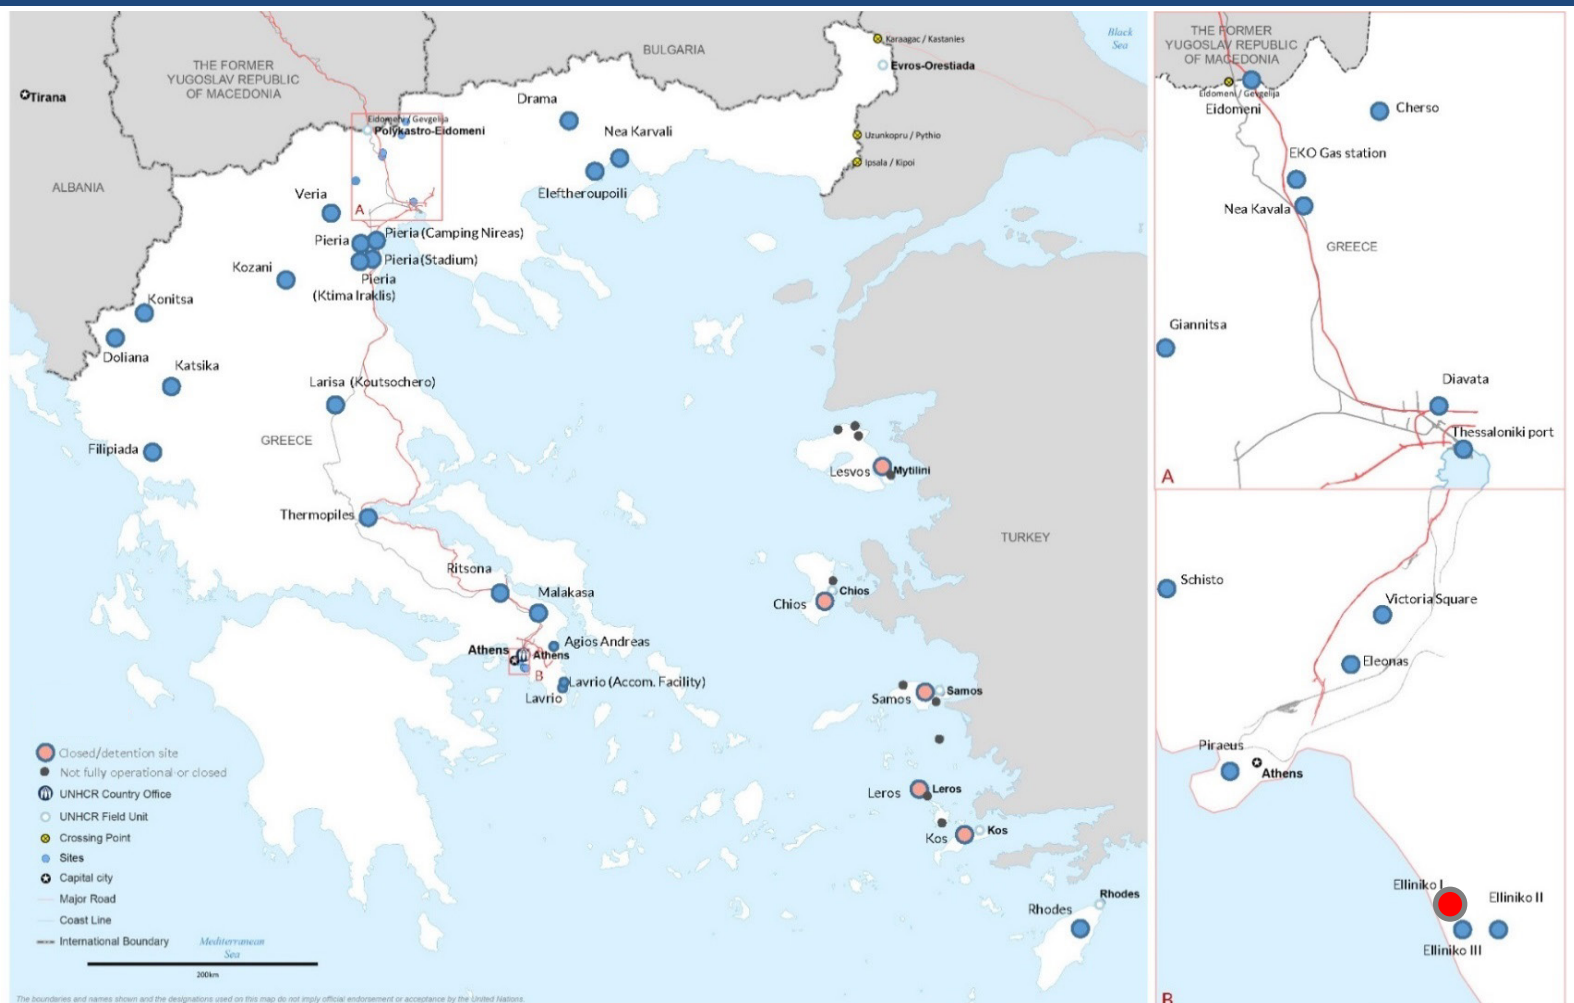 THE FORMER
YUGOSLAV REPUBLIC
OF MACEDONIA
BULGARIA
Black
Sea
Karaagac / Kastanies
Evros-Orestiada
Tirana
Drama
Eidomeni / Gevgelija
Polykastro-Eidomeni
Nea Karvali
Uzunkopru / Pythio
Ipsala / Kipoi
ALBANIA
Veria
A
Eleftheroupoili
Pieria
Pieria (Camping Nireas)
Kozani
Pieria (Stadium)
Pieria
(Ktima Iraklis)
Konitsa
Doliana
Katsika
Larisa (Koutsochero)
GREECE
Filipiada
Lesvos
Mytilini
Thermopiles
TURKEY
Ritsona
Malakasa
Chios
Chios
Agios Andreas
Athens
Athens
B
Lavrio (Accom. Facility)
Lavrio
Samos
Samos
Leros
Leros
Kos
Kos
Rhodes
Rhodes
Closed/detention site
Not fully operational or closed
UNHCR Country Office
UNHCR Field Unit
Crossing Point
Sites
Capital city
Major Road
Coast Line
International Boundary
Mediterranean
Sea
200km
The boundaries and names shown and the designations used on this map do not imply official endorsement or acceptance by the United Nations.
THE FORMER
YUGOSLAV REPUBLIC
OF MACEDONIA
Eidomeni / Gevgelija
Eidomeni
Cherso
EKO Gas station
Nea Kavala
GREECE
Giannitsa
Diavata
Thessaloniki port
A
Schisto
Victoria Square
Eleonas
Piraeus
Athens
Elliniko I
Elliniko II
Elliniko III
B